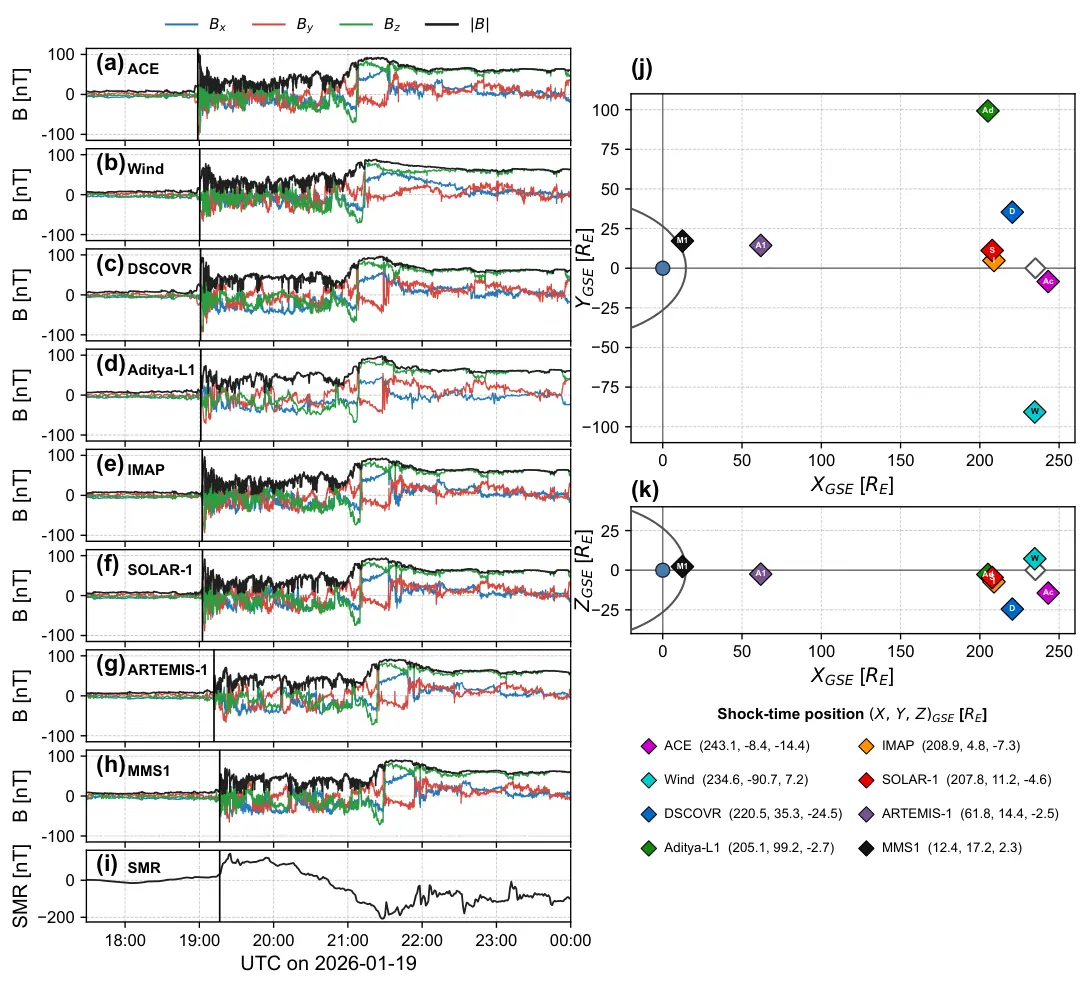 Bx By Bz |B|
(a) ACE
B [nT]
100
0
-100
(b) Wind
B [nT]
100
0
-100
(c) DSCOVR
B [nT]
100
0
-100
(d) Aditya-L1
B [nT]
100
0
-100
(e) IMAP
B [nT]
100
0
-100
(f) SOLAR-1
B [nT]
100
0
-100
(g) ARTEMIS-1
B [nT]
100
0
-100
(h) MMS1
B [nT]
100
0
-100
(i) SMR
SMR [nT]
0
−200
18:00 19:00 20:00 21:00 22:00 23:00 00:00
UTC on 2026-01-19
(j)
YGSE [RE]
100
75
50
25
0
−25
−50
−75
−100
Ad
D
S
M1
A1
Ac
W
0 50 100 150 200 250
XGSE [RE]
(k)
ZGSE [RE]
25
0
−25
W
M1
A1
Ac
D
0 50 100 150 200 250
XGSE [RE]
Shock-time position (X, Y, Z)GSE [RE]
ACE (243.1, -8.4, -14.4)
IMAP (208.9, 4.8, -7.3)
Wind (234.6, -90.7, 7.2)
SOLAR-1 (207.8, 11.2, -4.6)
DSCOVR (220.5, 35.3, -24.5)
ARTEMIS-1 (61.8, 14.4, -2.5)
Aditya-L1 (205.1, 99.2, -2.7)
MMS1 (12.4, 17.2, 2.3)